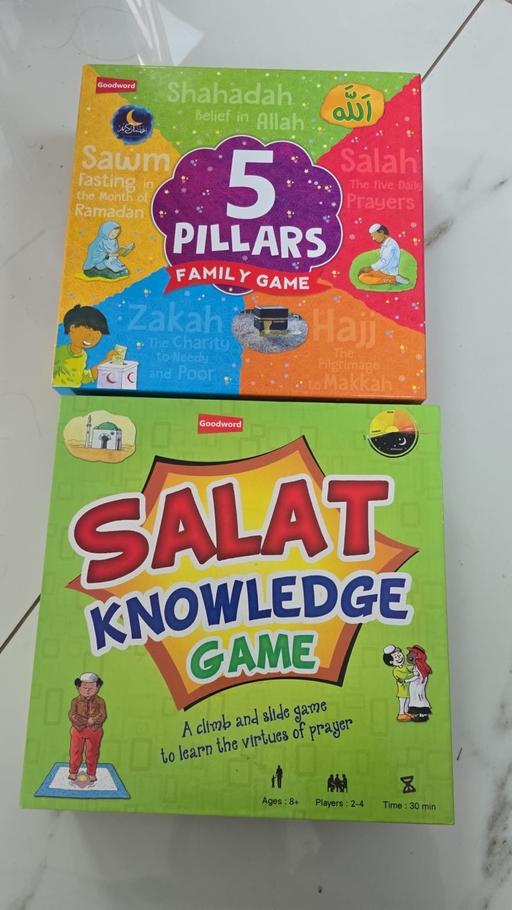 Goodword
Shahadah
Belief in Allah
الله
Sawm
Fasting in
the Month of
Ramadan
Salah
The Five Daily
Prayers
5
PILLARS
FAMILY GAME
Zakah
The Charity
to Needy
and Poor
Hajj
The
Pilgrimage
to Makkah
Goodword
SALAT
KNOWLEDGE
GAME
A climb and slide game
to learn the virtues of prayer
Ages : 8+
Players : 2-4
Time : 30 min